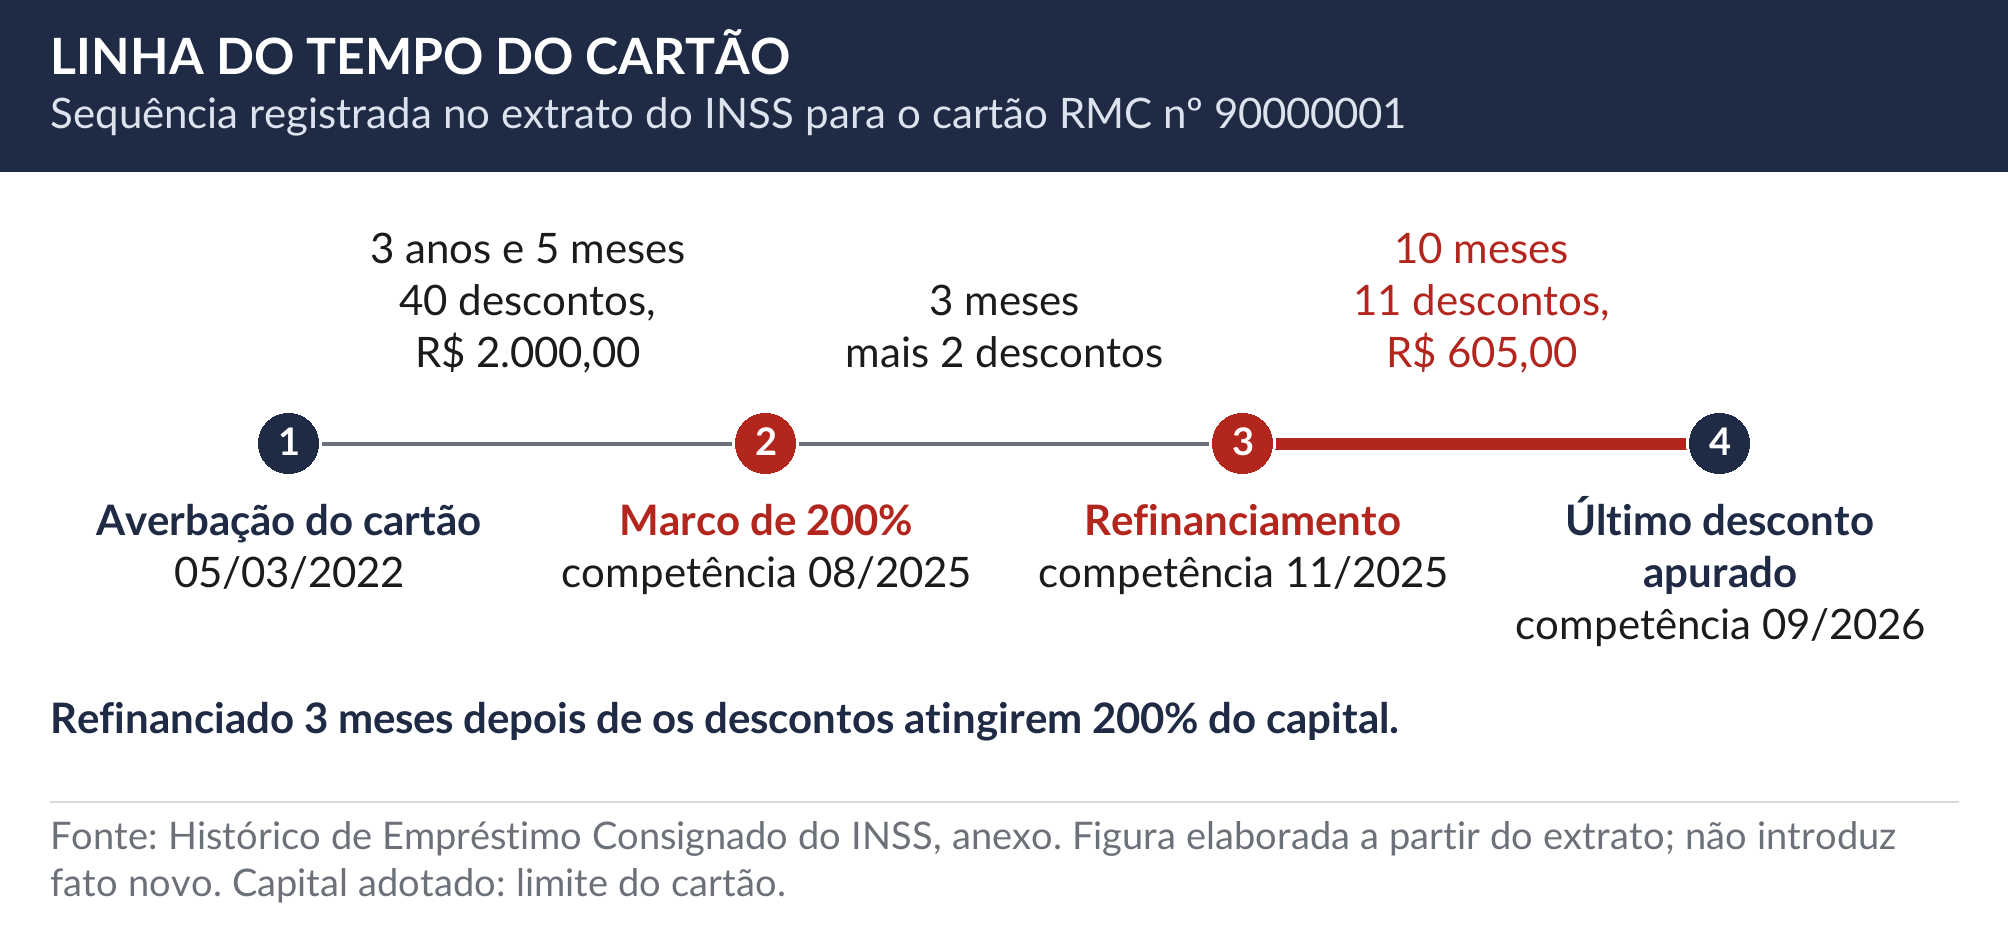 LINHA DO TEMPO DO CARTÃO
Sequência registrada no extrato do INSS para o cartão RMC nº 90000001
3 anos e 5 meses
40 descontos,
R$ 2.000,00
3 meses
mais 2 descontos
10 meses
11 descontos,
R$ 605,00
1
2
3
4
Averbação do cartão
05/03/2022
Marco de 200%
competência 08/2025
Refinanciamento
competência 11/2025
Último desconto
apurado
competência 09/2026
Refinanciado 3 meses depois de os descontos atingirem 200% do capital.
Fonte: Histórico de Empréstimo Consignado do INSS, anexo. Figura elaborada a partir do extrato; não introduz
fato novo. Capital adotado: limite do cartão.